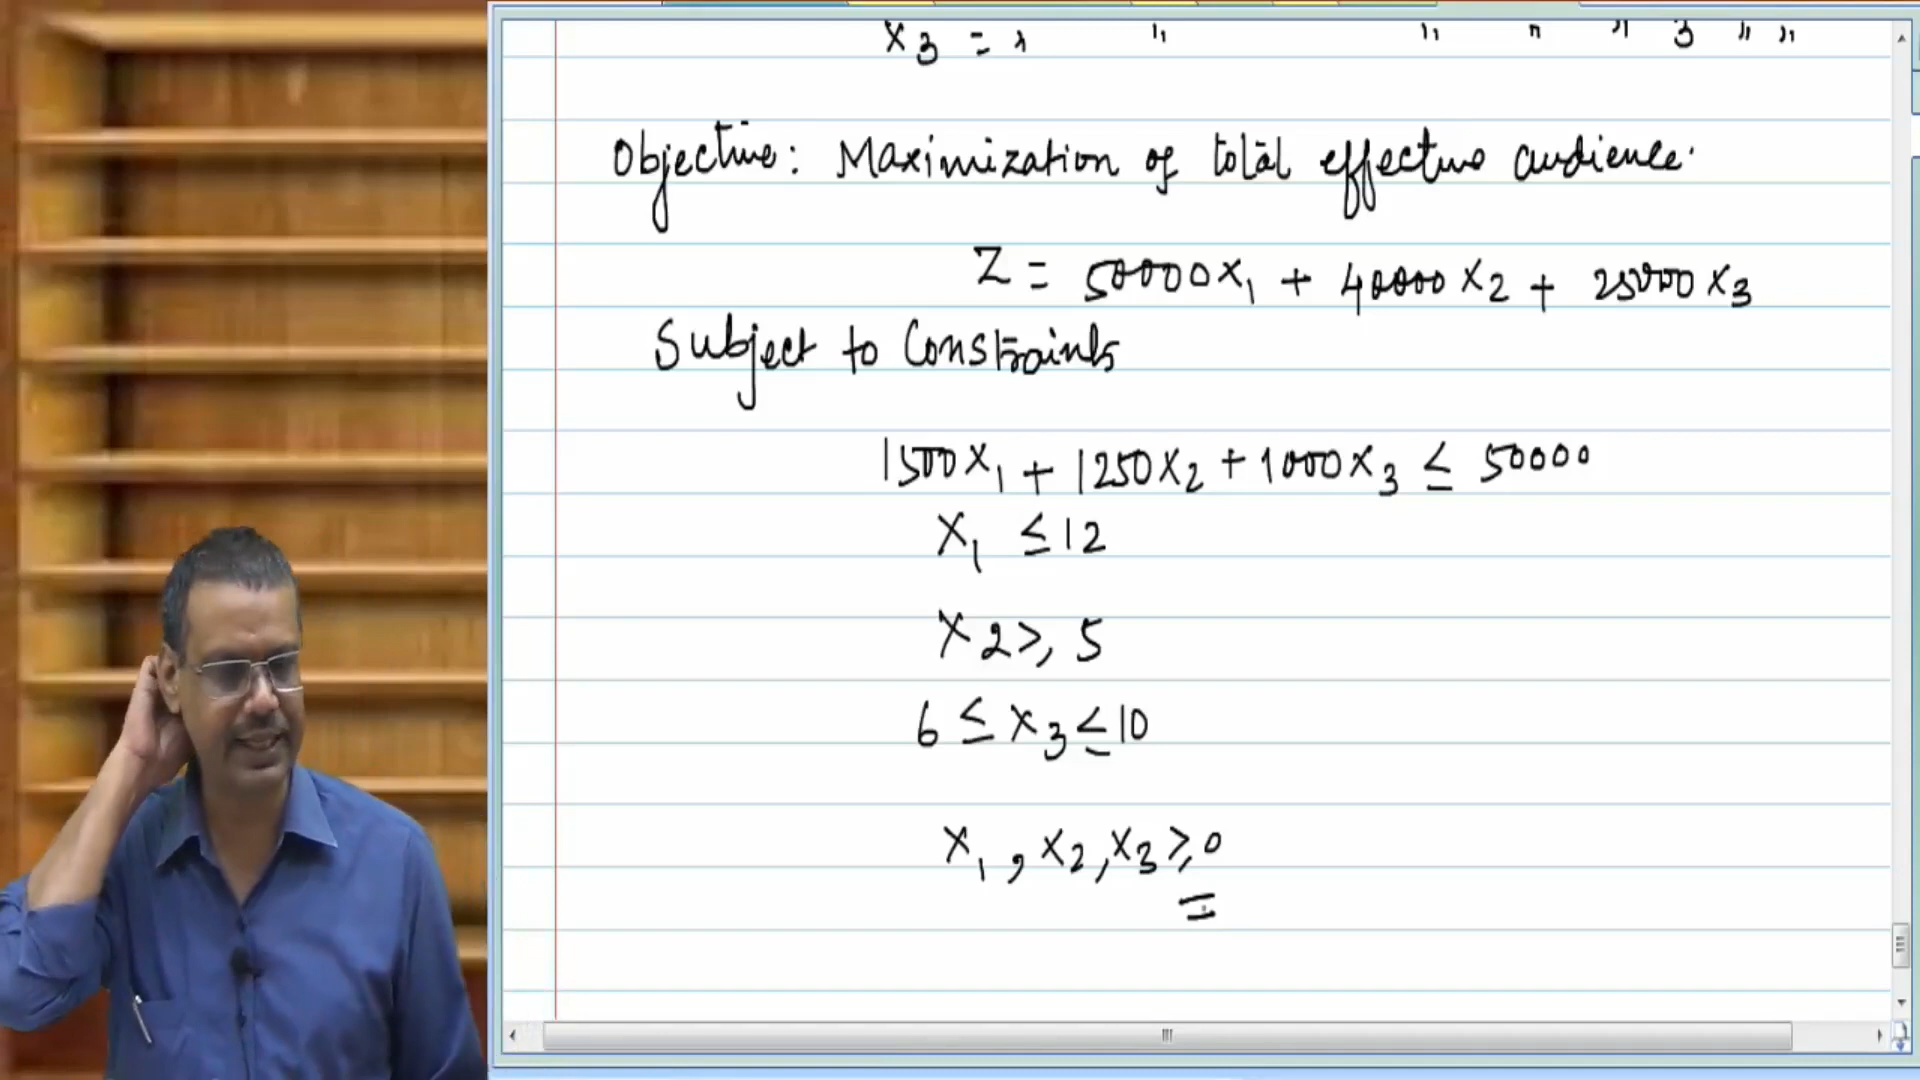 x3 = " " " " " 3 " "
Objective: Maximization of total effective audience.
Z = 50000x1 + 40000x2 + 25000x3
Subject to Constraints
1500x1 + 1250x2 + 1000x3 ≤ 50000
x1 ≤ 12
x2 ≥ 5
6 ≤ x3 ≤ 10
x1, x2, x3 ≥ 0